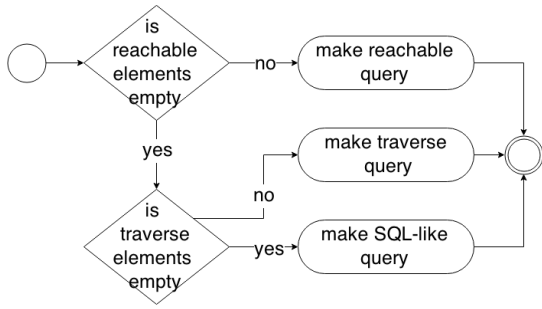 is
reachable
elements
empty
no
make reachable
query
yes
is
traverse
elements
empty
no
make traverse
query
yes
make SQL-like
query